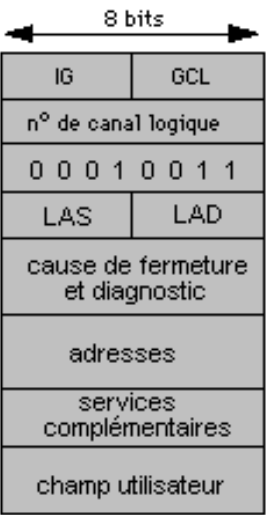 8 bits
IG GCL
n° de canal logique
0 0 0 1 0 0 1 1
LAS LAD
cause de fermeture
et diagnostic
adresses
services
complémentaires
champ utilisateur